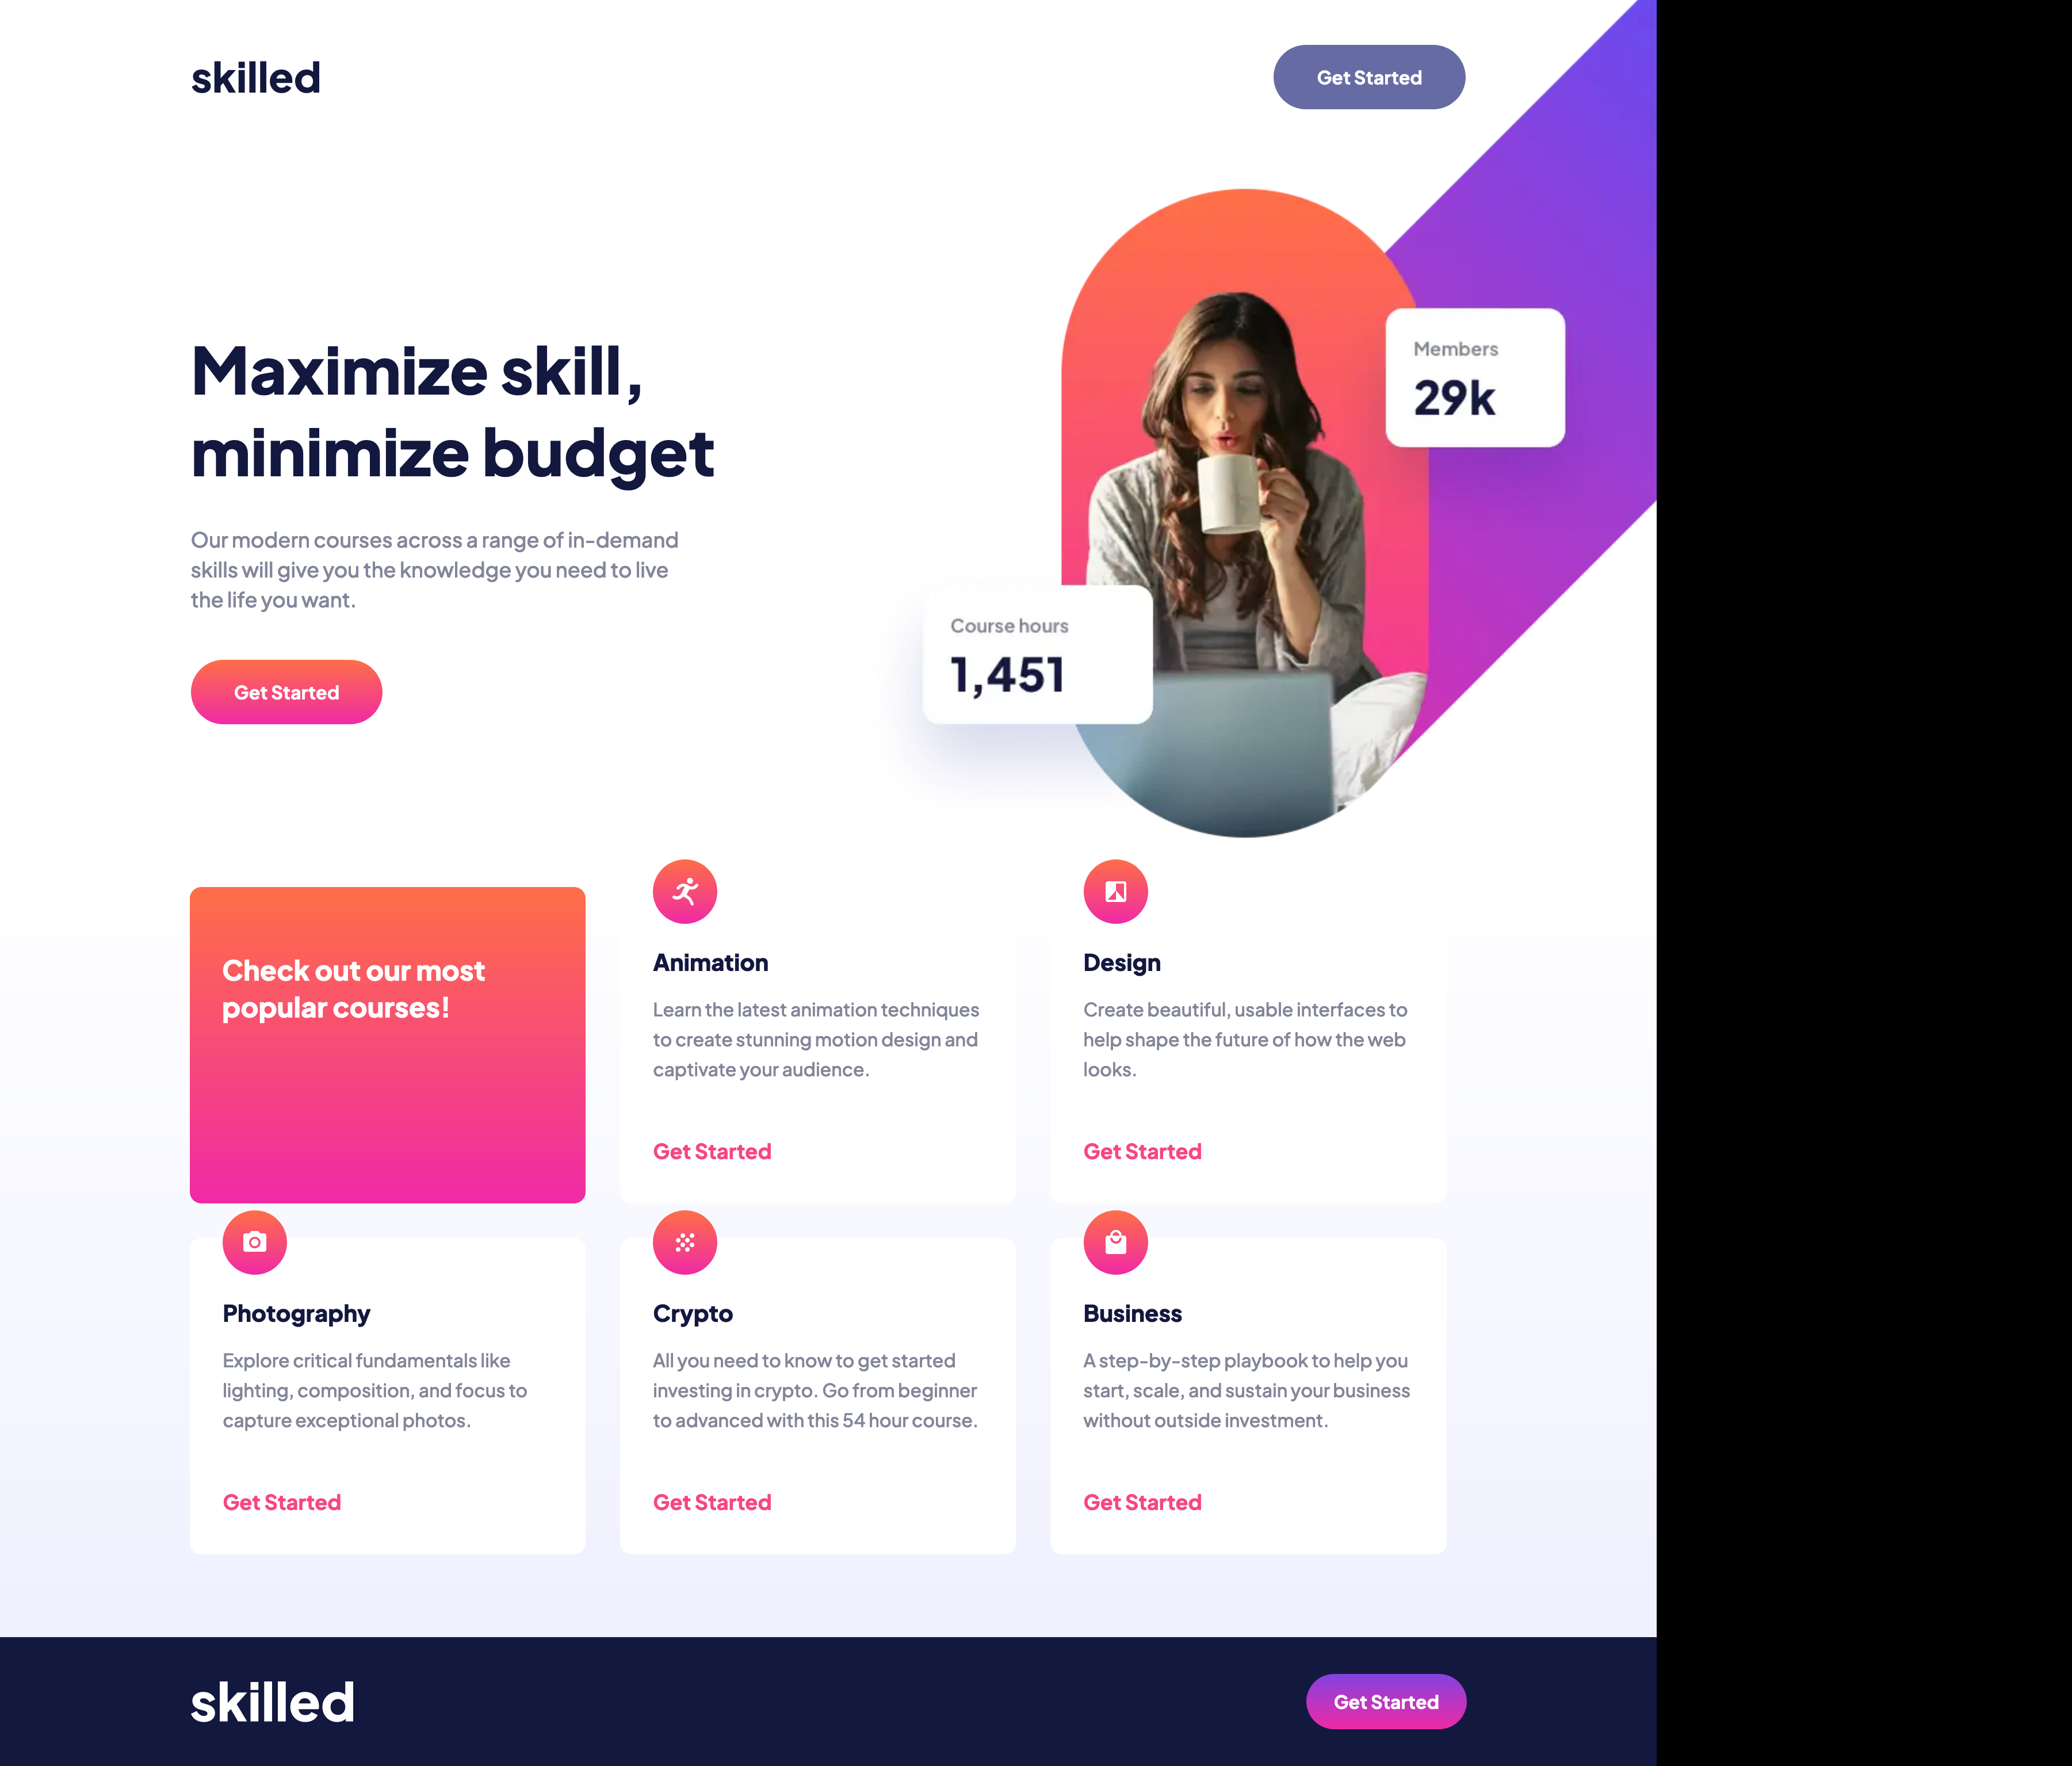 skilled
Get Started
Maximize skill,
minimize budget
Our modern courses across a range of in-demand
skills will give you the knowledge you need to live
the life you want.
Get Started
Members
29k
Course hours
1,451
Check out our most
popular courses!
Animation
Learn the latest animation techniques
to create stunning motion design and
captivate your audience.
Get Started
Design
Create beautiful, usable interfaces to
help shape the future of how the web
looks.
Get Started
Photography
Explore critical fundamentals like
lighting, composition, and focus to
capture exceptional photos.
Get Started
Crypto
All you need to know to get started
investing in crypto. Go from beginner
to advanced with this 54 hour course.
Get Started
Business
A step-by-step playbook to help you
start, scale, and sustain your business
without outside investment.
Get Started
skilled
Get Started